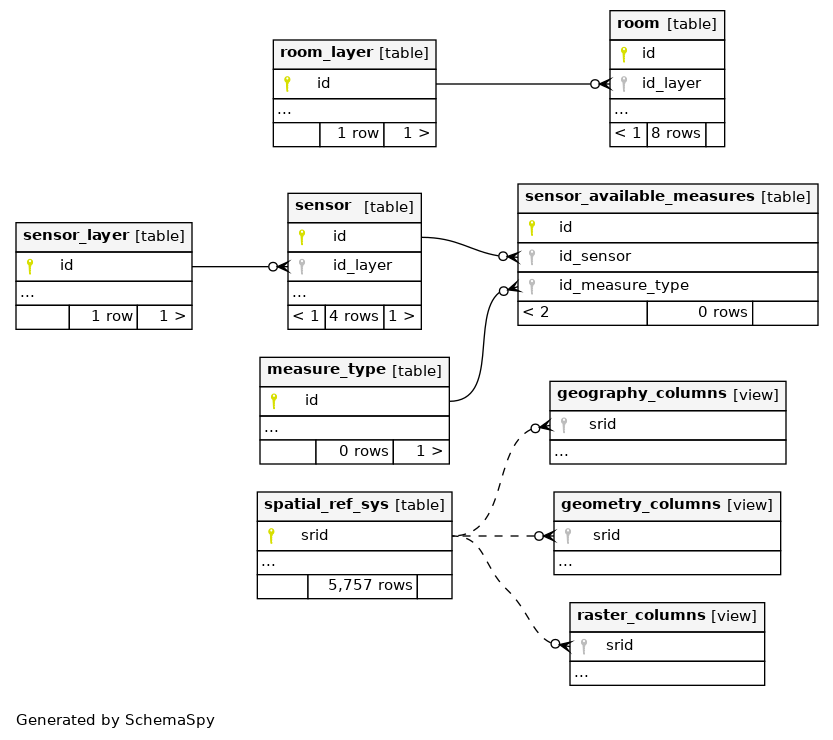 room [table]
id
id_layer
...
< 1 8 rows
room_layer [table]
id
...
1 row 1 >
sensor_available_measures [table]
id
id_sensor
id_measure_type
< 2 0 rows
sensor [table]
id
id_layer
...
< 1 4 rows 1 >
sensor_layer [table]
id
...
1 row 1 >
measure_type [table]
id
...
0 rows 1 >
geography_columns [view]
srid
...
spatial_ref_sys [table]
srid
...
5,757 rows
geometry_columns [view]
srid
...
raster_columns [view]
srid
...
Generated by SchemaSpy